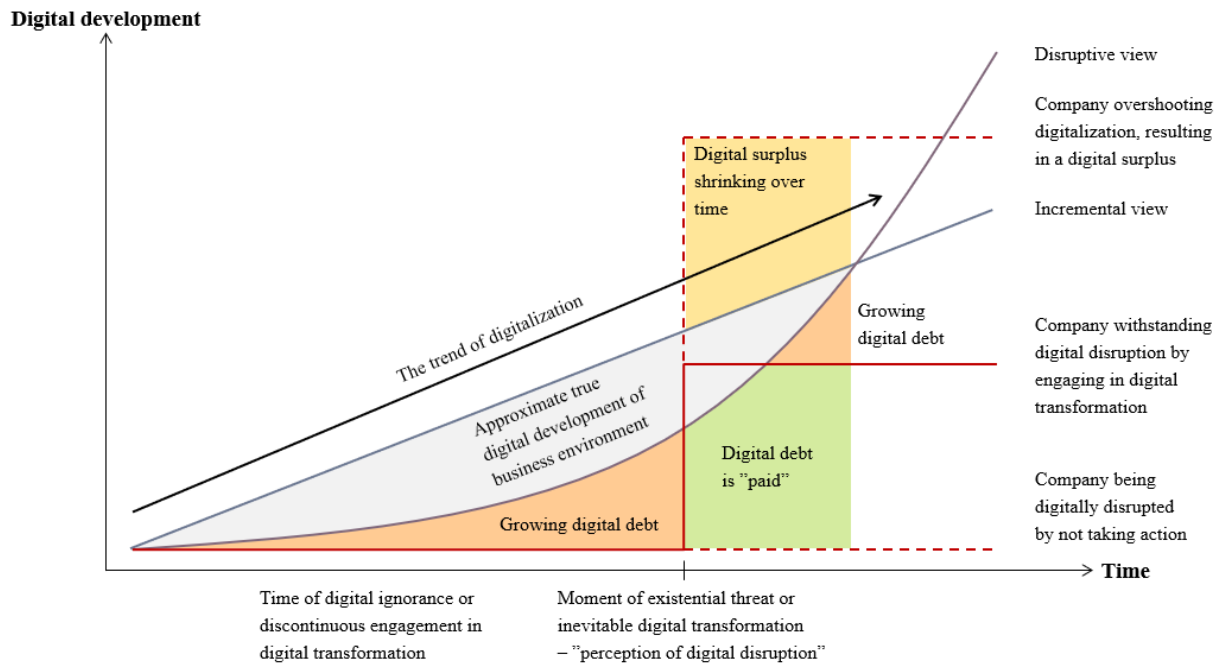 Digital development
Disruptive view
Company overshooting
digitalization, resulting
in a digital surplus
Digital surplus
shrinking over
time
Incremental view
The trend of digitalization
Growing
digital debt
Company withstanding
digital disruption by
engaging in digital
transformation
Approximate true
digital development of
business environment
Digital debt
is ”paid”
Growing digital debt
Company being
digitally disrupted
by not taking action
Time
Time of digital ignorance or
discontinuous engagement in
digital transformation
Moment of existential threat or
inevitable digital transformation
– ”perception of digital disruption”